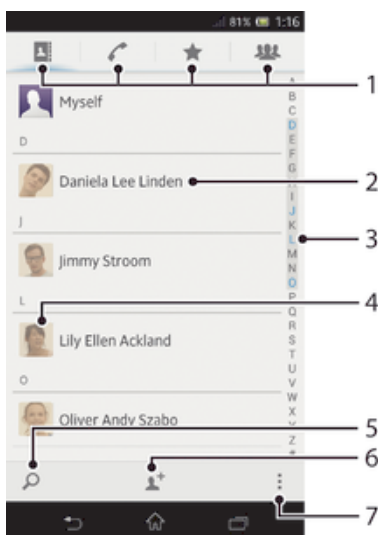 81% 1:16
1
Myself
D
Daniela Lee Linden
2
J
Jimmy Stroom
3
L
4
Lily Ellen Ackland
O
Oliver Andy Szabo
5
6
7
A
B
C
D
E
F
G
I
J
K
L
M
N
O
P
Q
R
S
T
U
V
W
X
Y
Z
#